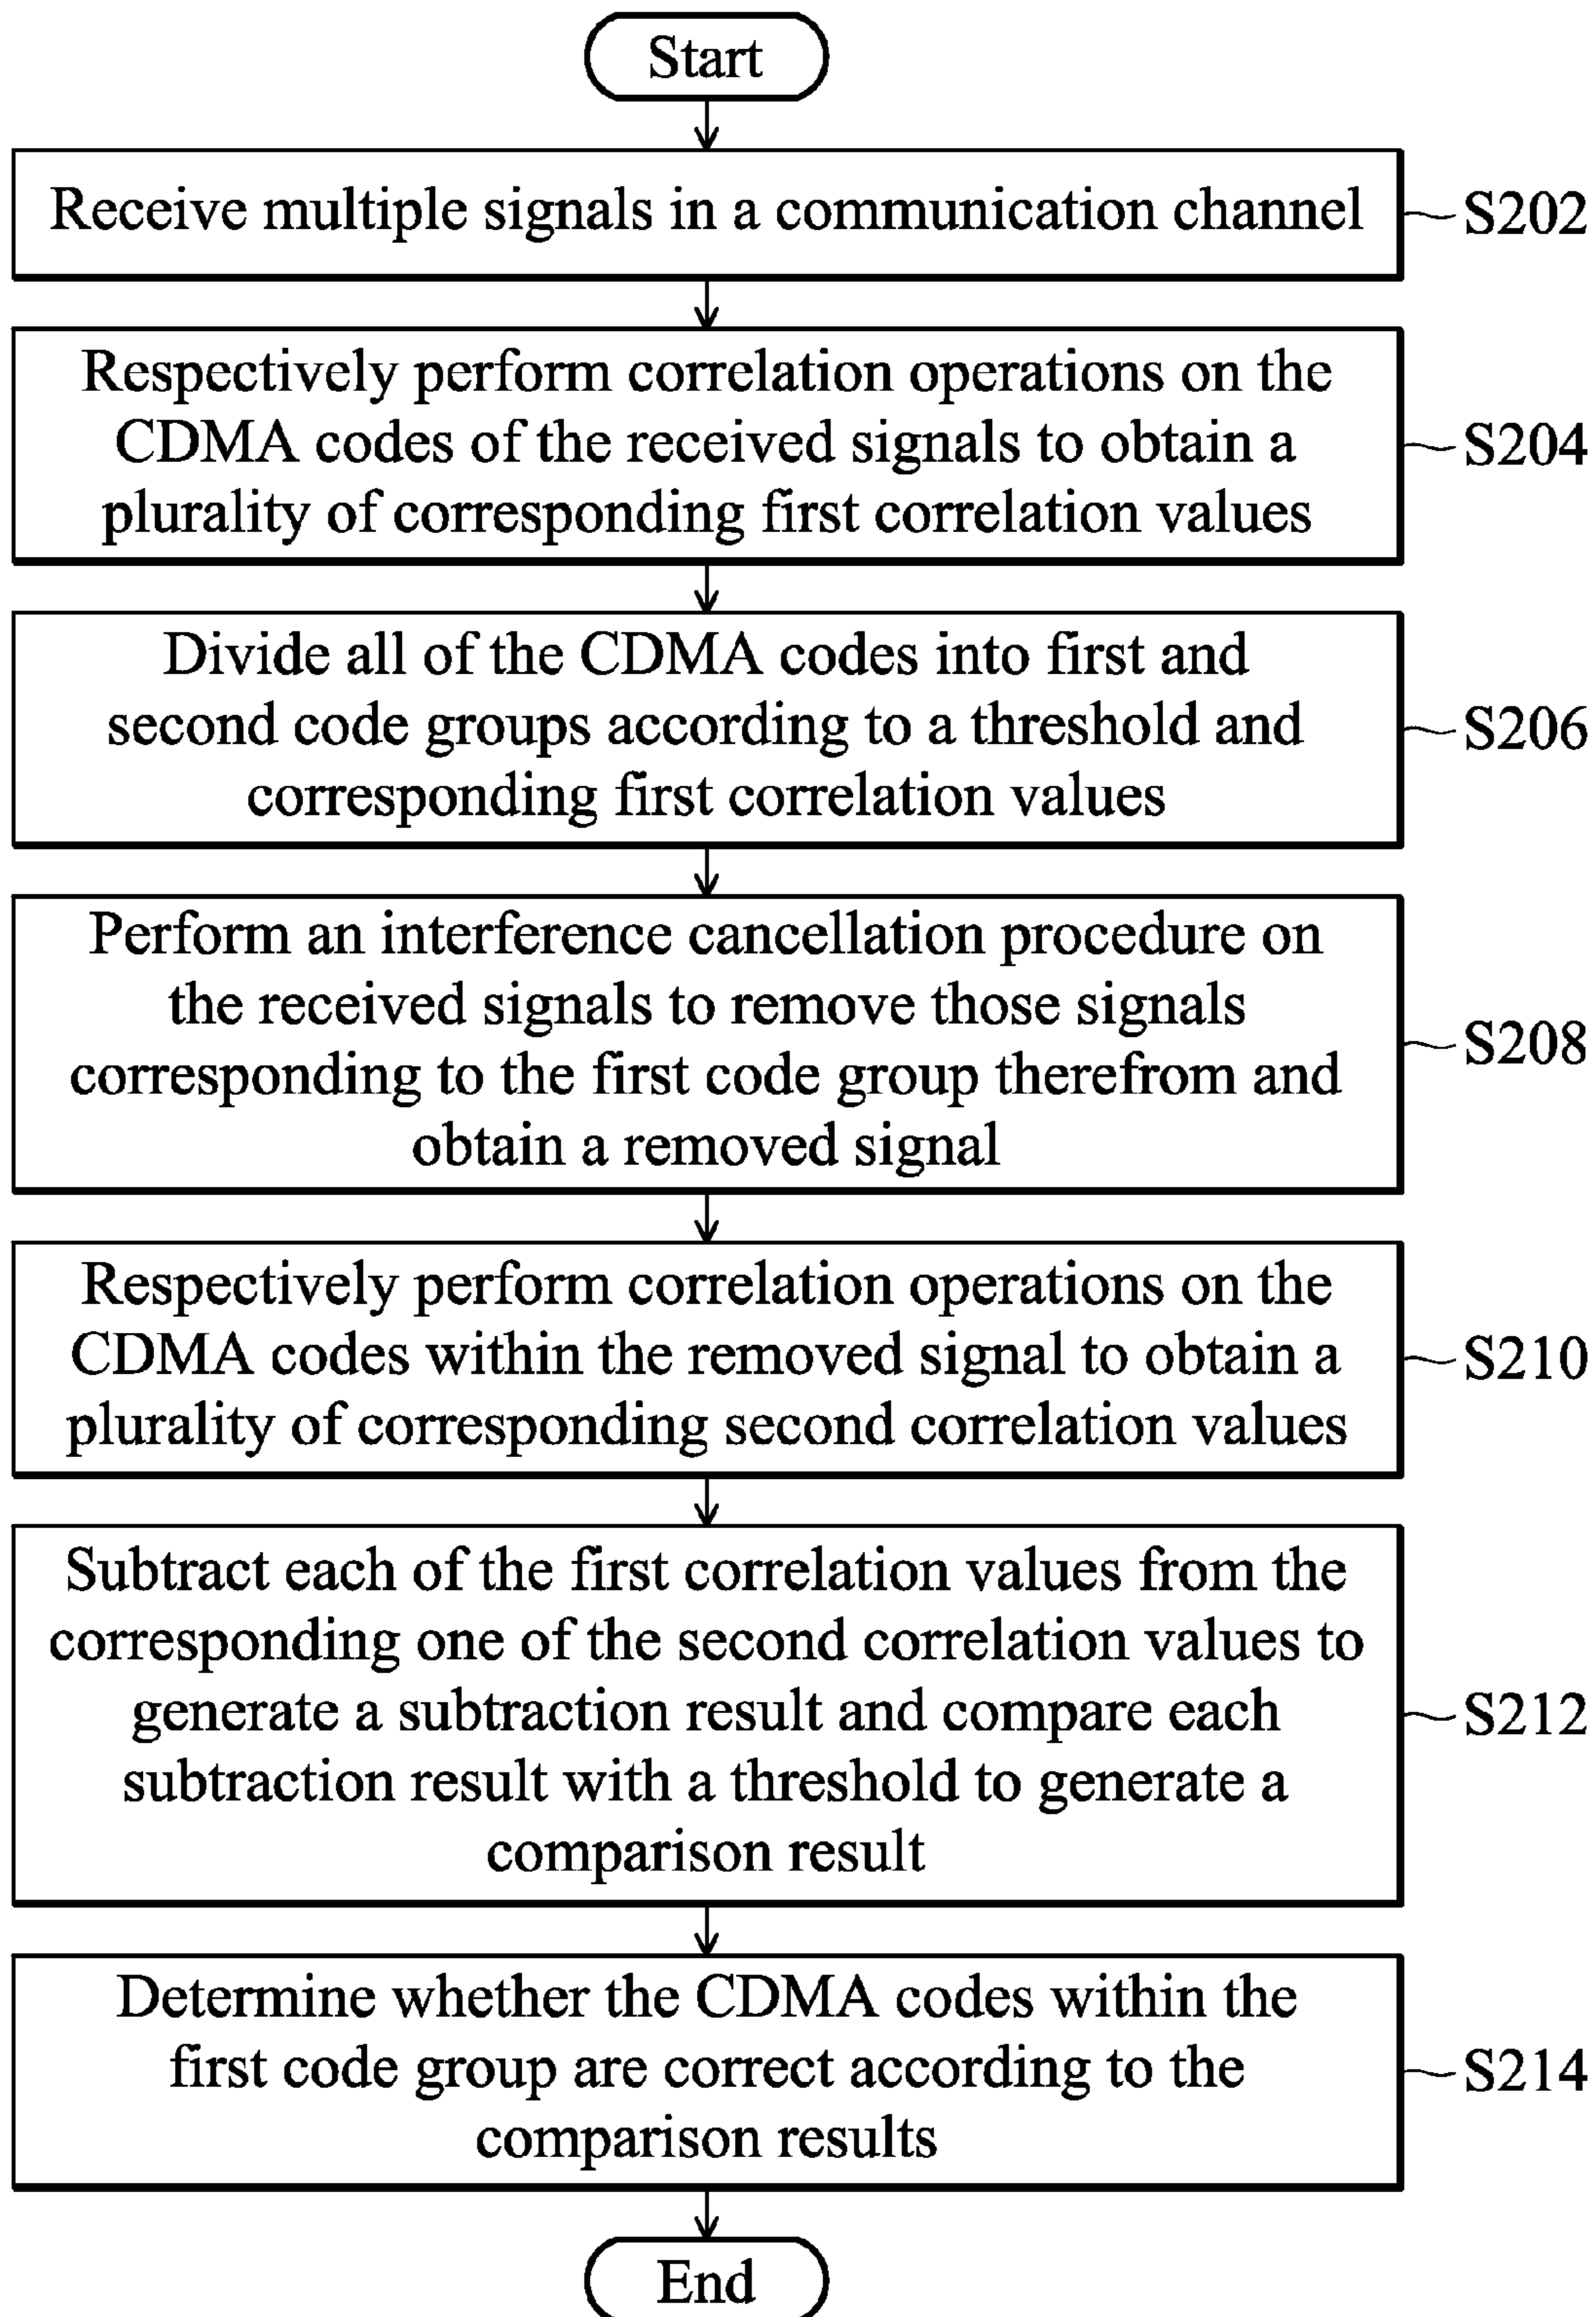 Start
Receive multiple signals in a communication channel
S202
Respectively perform correlation operations on the
CDMA codes of the received signals to obtain a
plurality of corresponding first correlation values
S204
Divide all of the CDMA codes into first and
second code groups according to a threshold and
corresponding first correlation values
S206
Perform an interference cancellation procedure on
the received signals to remove those signals
corresponding to the first code group therefrom and
obtain a removed signal
S208
Respectively perform correlation operations on the
CDMA codes within the removed signal to obtain a
plurality of corresponding second correlation values
S210
Subtract each of the first correlation values from the
corresponding one of the second correlation values to
generate a subtraction result and compare each
subtraction result with a threshold to generate a
comparison result
S212
Determine whether the CDMA codes within the
first code group are correct according to the
comparison results
S214
End